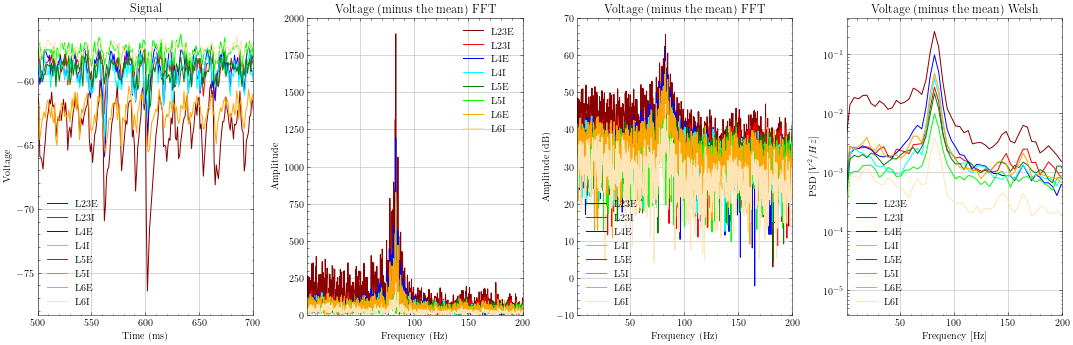 Signal
Voltage
−60
−65
−70
−75
500
550
600
650
700
Time (ms)
L23E
L23I
L4E
L4I
L5E
L5I
L6E
L6I
Voltage (minus the mean) FFT
Amplitude
2000
1750
1500
1250
1000
750
500
250
0
50
100
150
200
Frequency (Hz)
L23E
L23I
L4E
L4I
L5E
L5I
L6E
L6I
Voltage (minus the mean) FFT
Amplitude (dB)
70
60
50
40
30
20
10
0
−10
50
100
150
200
Frequency (Hz)
L23E
L23I
L4E
L4I
L5E
L5I
L6E
L6I
Voltage (minus the mean) Welsh
PSD [V²/Hz]
10⁻¹
10⁻²
10⁻³
10⁻⁴
10⁻⁵
50
100
150
200
Frequency [Hz]
L23E
L23I
L4E
L4I
L5E
L5I
L6E
L6I